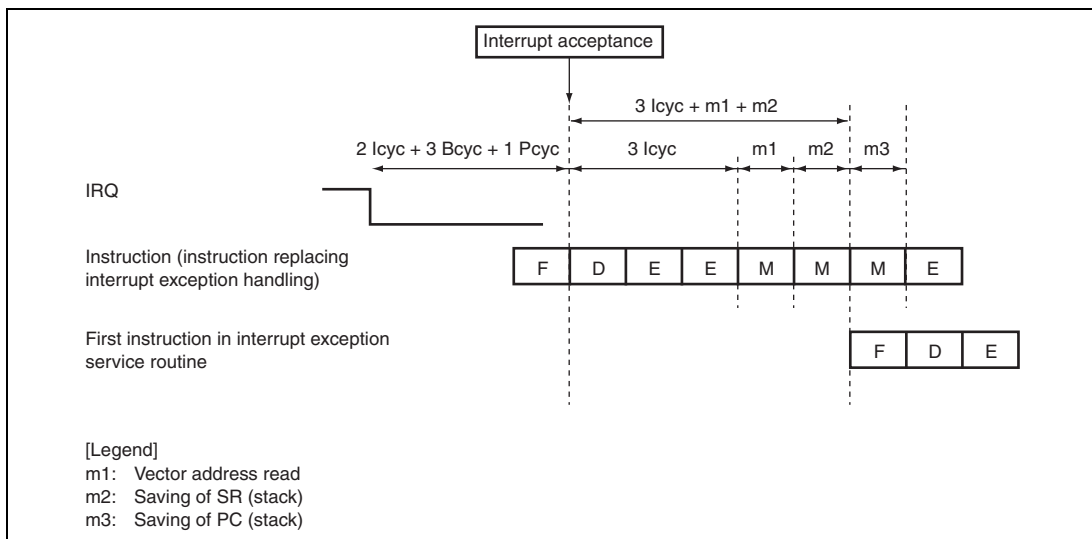 Interrupt acceptance
3 Icyc + m1 + m2
2 Icyc + 3 Bcyc + 1 Pcyc
3 Icyc
m1
m2
m3
IRQ
Instruction (instruction replacing
interrupt exception handling)
F D E E M M M E
First instruction in interrupt exception
service routine
F D E
[Legend]
m1: Vector address read
m2: Saving of SR (stack)
m3: Saving of PC (stack)